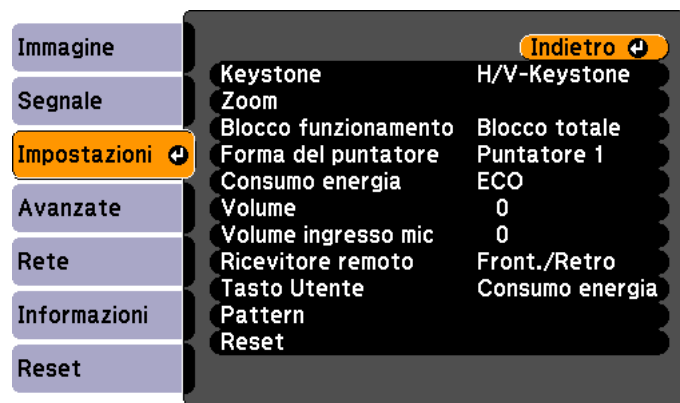 Immagine
Segnale
Impostazioni
Avanzate
Rete
Informazioni
Reset
Indietro
Keystone H/V-Keystone
Zoom
Blocco funzionamento Blocco totale
Forma del puntatore Puntatore 1
Consumo energia ECO
Volume 0
Volume ingresso mic 0
Ricevitore remoto Front./Retro
Tasto Utente Consumo energia
Pattern
Reset